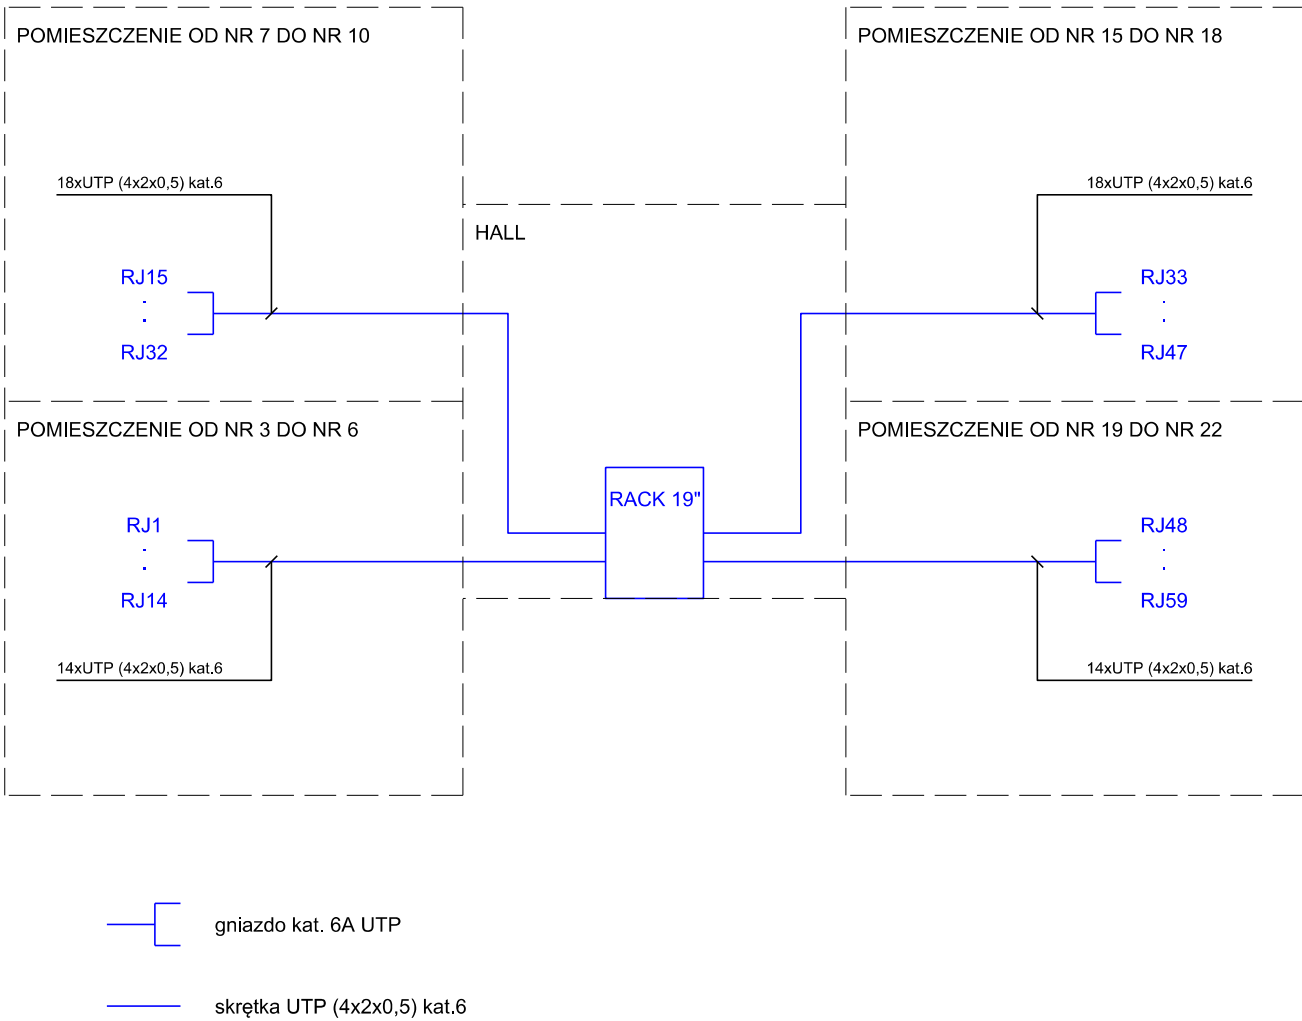 POMIESZCZENIE OD NR 7 DO NR 10
18xUTP (4x2x0,5) kat.6
RJ15
RJ32
HALL
POMIESZCZENIE OD NR 15 DO NR 18
18xUTP (4x2x0,5) kat.6
RJ33
RJ47
POMIESZCZENIE OD NR 3 DO NR 6
RJ1
RJ14
14xUTP (4x2x0,5) kat.6
RACK 19"
POMIESZCZENIE OD NR 19 DO NR 22
RJ48
RJ59
14xUTP (4x2x0,5) kat.6
gniazdo kat. 6A UTP
skrętka UTP (4x2x0,5) kat.6